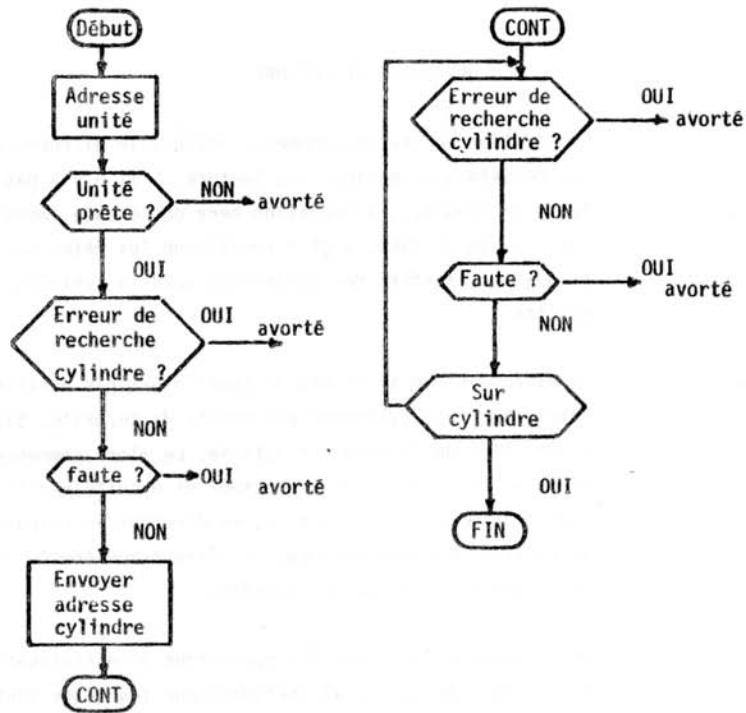 Début
Adresse
unité
Unité
prête ?
NON
avorté
OUI
Erreur de
recherche
cylindre ?
OUI
avorté
NON
faute ?
OUI
avorté
NON
Envoyer
adresse
cylindre
CONT
CONT
Erreur de
recherche
cylindre ?
OUI
avorté
NON
Faute ?
OUI
avorté
NON
Sur
cylindre
OUI
FIN